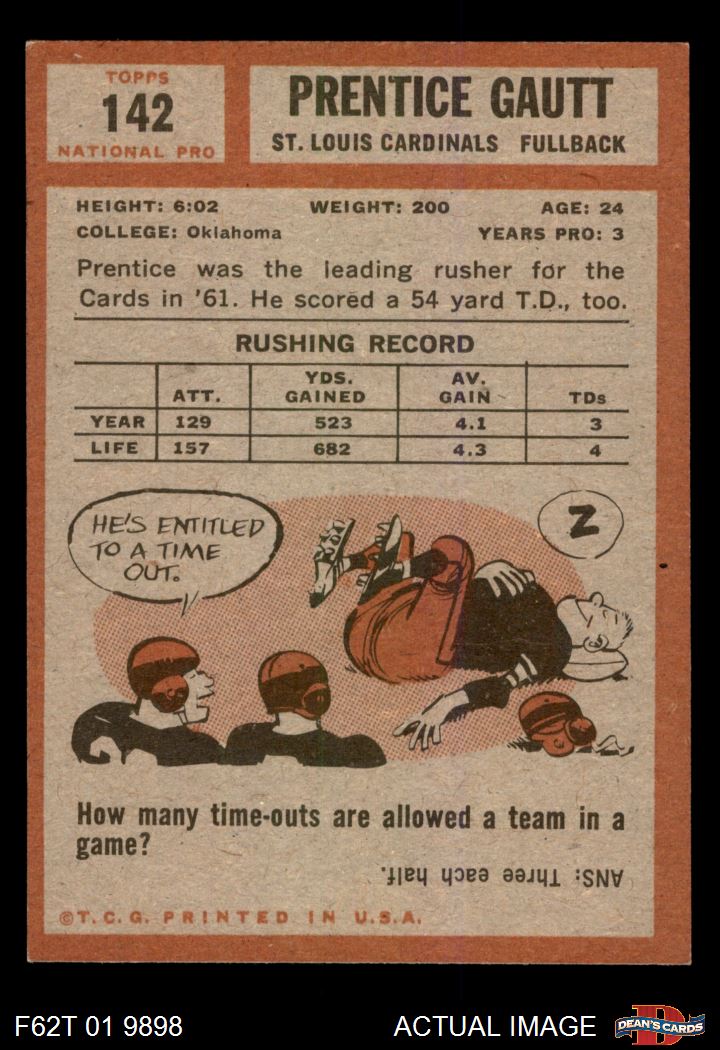 TOPPS
142
NATIONAL PRO
PRENTICE GAUTT
ST. LOUIS CARDINALS FULLBACK
HEIGHT: 6:02 WEIGHT: 200 AGE: 24
COLLEGE: Oklahoma YEARS PRO: 3
Prentice was the leading rusher for the
Cards in '61. He scored a 54 yard T.D., too.
RUSHING RECORD
ATT. YDS. GAINED AV. GAIN TDs
YEAR 129 523 4.1 3
LIFE 157 682 4.3 4
HE'S ENTITLED
TO A TIME
OUT.
Z
How many time-outs are allowed a team in a
game?
ANS: Three each half.
©T.C.G. PRINTED IN U.S.A.
F62T 01 9898 ACTUAL IMAGE
D
DEAN'S CARDS